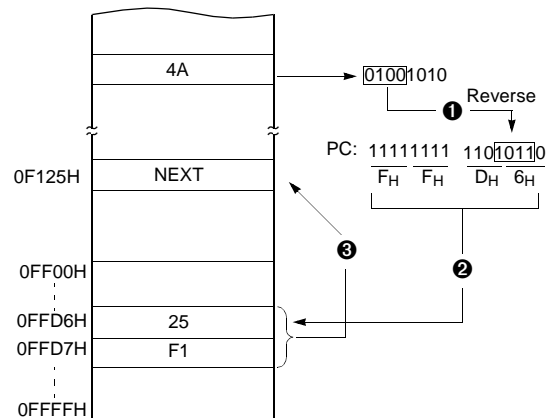 4A
01001010
Reverse
❶
PC: 11111111 11010110
FH FH DH 6H
0F125H NEXT
❸
❷
0FF00H
0FFD6H 25
0FFD7H F1
0FFFFH